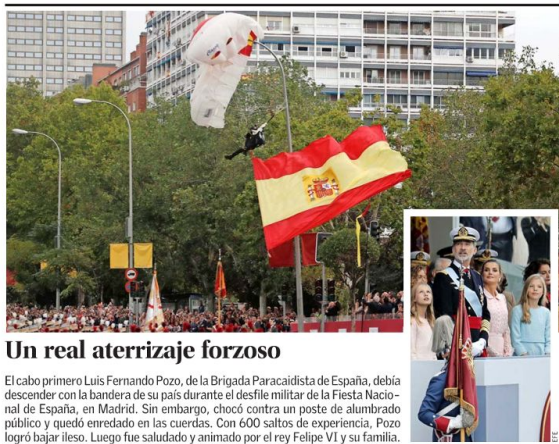 Un real aterrizaje forzoso
El cabo primero Luis Fernando Pozo, de la Brigada Paracaidista de España, debía
descender con la bandera de su país durante el desfile militar de la Fiesta Nacio-
nal de España, en Madrid. Sin embargo, chocó contra un poste de alumbrado
público y quedó enredado en las cuerdas. Con 600 saltos de experiencia, Pozo
logró bajar ileso. Luego fue saludado y animado por el rey Felipe VI y su familia.